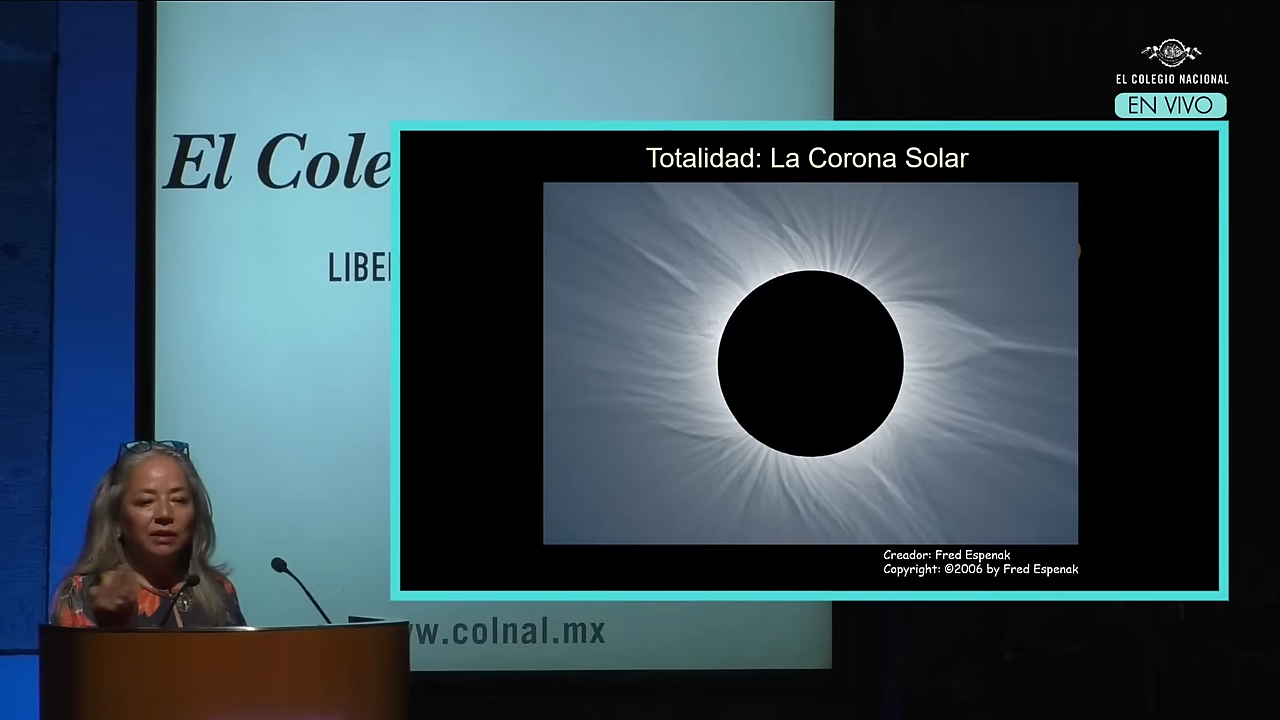 EL COLEGIO NACIONAL
EN VIVO
El Cole
LIBE
Totalidad: La Corona Solar
Creador: Fred Espenak
Copyright: ©2006 by Fred Espenak
w.colnal.mx